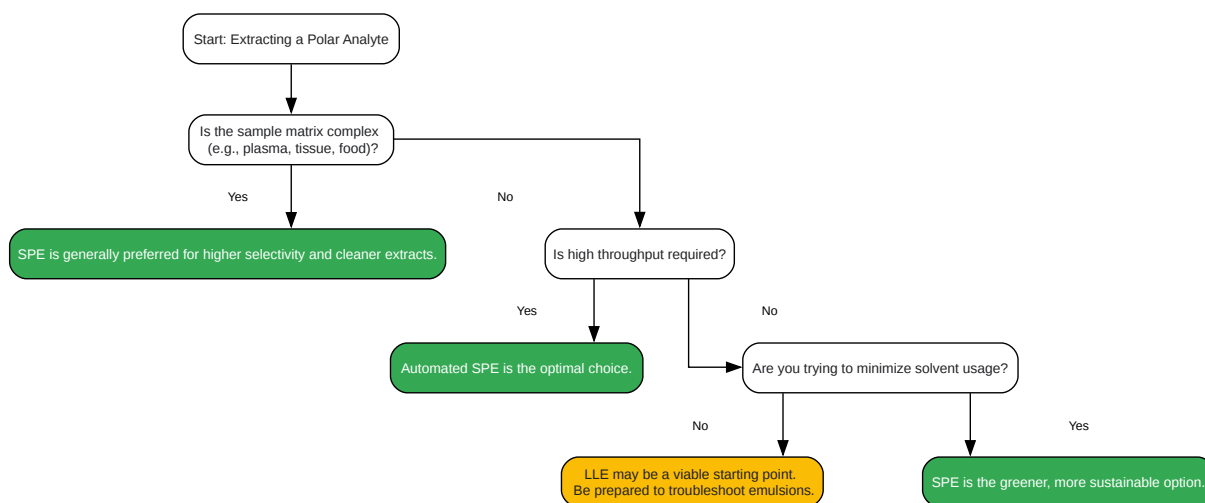 Start: Extracting a Polar Analyte
Is the sample matrix complex
(e.g., plasma, tissue, food)?
Yes
No
SPE is generally preferred for higher selectivity and cleaner extracts.
Is high throughput required?
Yes
No
Automated SPE is the optimal choice.
Are you trying to minimize solvent usage?
No
Yes
LLE may be a viable starting point.
Be prepared to troubleshoot emulsions.
SPE is the greener, more sustainable option.